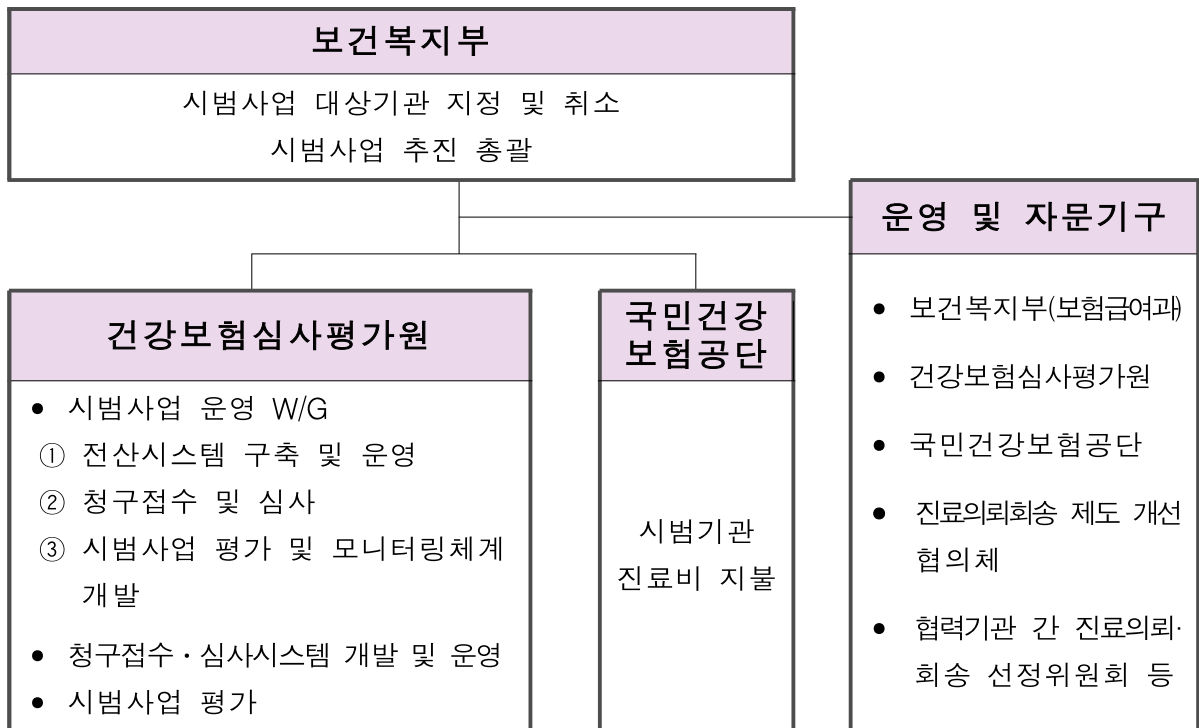 보건복지부
시범사업 대상기관 지정 및 취소
시범사업 추진 총괄
운영 및 자문기구
• 보건복지부(보험급여과)
• 건강보험심사평가원
• 국민건강보험공단
• 진료의뢰회송 제도 개선
협의체
• 협력기관 간 진료의뢰·
회송 선정위원회 등
건강보험심사평가원
• 시범사업 운영 W/G
① 전산시스템 구축 및 운영
② 청구접수 및 심사
③ 시범사업 평가 및 모니터링체계
개발
• 청구접수·심사시스템 개발 및 운영
• 시범사업 평가
국민건강
보험공단
시범기관
진료비 지불